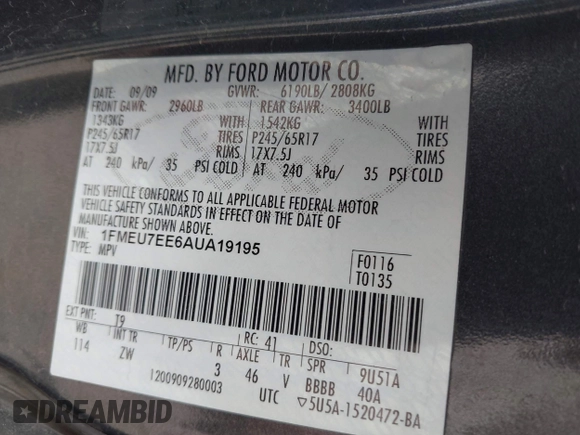 MFD. BY FORD MOTOR CO.
DATE: 09/09 GVWR: 6190LB/ 2808KG
FRONT GAWR: 2960LB REAR GAWR: 3400LB
1343KG WITH 1542KG WITH
P245/65R17 TIRES P245/65R17 TIRES
17X7.5J RIMS 17X7.5J RIMS
AT 240 kPa/ 35 PSI COLD AT 240 kPa/ 35 PSI COLD
THIS VEHICLE CONFORMS TO ALL APPLICABLE FEDERAL MOTOR
VEHICLE SAFETY STANDARDS IN EFFECT ON THE DATE OF
MANUFACTURE SHOWN ABOVE.
VIN: 1FMEU7EE6AUA19195
TYPE: MPV
F0116
T0135
EXT PNT: T9 RC: 41 DSO:
WB INT TR TP/PS R AXLE TR SPR 9U51A
114 ZW 3 46 V BBBB 40A
1200909280003 UTC ▽5U5A-1520472-BA
AUTOBIDMASTER